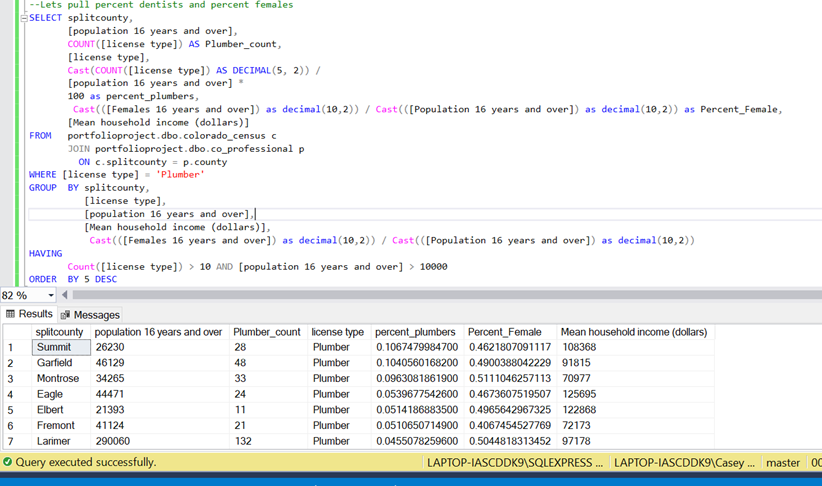 --Lets pull percent dentists and percent females
SELECT splitcounty,
[population 16 years and over],
COUNT([license type]) AS Plumber_count,
[license type],
Cast(COUNT([license type]) AS DECIMAL(5, 2)) /
[population 16 years and over] *
100 as percent_plumbers,
Cast(([Females 16 years and over]) as decimal(10,2)) / Cast(([Population 16 years and over]) as decimal(10,2)) as Percent_Female,
[Mean household income (dollars)]
FROM portfolioproject.dbo.colorado_census c
JOIN portfolioproject.dbo.co_professional p
ON c.splitcounty = p.county
WHERE [license type] = 'Plumber'
GROUP BY splitcounty,
[license type],
[population 16 years and over],
[Mean household income (dollars)],
Cast(([Females 16 years and over]) as decimal(10,2)) / Cast(([Population 16 years and over]) as decimal(10,2))
HAVING
Count([license type]) > 10 AND [population 16 years and over] > 10000
ORDER BY 5 DESC
82 %
Results Messages
splitcounty population 16 years and over Plumber_count license type percent_plumbers Percent_Female Mean household income (dollars)
1 Summit 26230 28 Plumber 0.1067479984700 0.4621807091117 108368
2 Garfield 46129 48 Plumber 0.1040560168200 0.4900388042229 91815
3 Montrose 34265 33 Plumber 0.0963081861900 0.5111046257113 70977
4 Eagle 44471 24 Plumber 0.0539677542600 0.4673607519507 125695
5 Elbert 21393 11 Plumber 0.0514186883500 0.4965642967325 122868
6 Fremont 41124 21 Plumber 0.0510650714900 0.4067454527769 72173
7 Larimer 290060 132 Plumber 0.0455078259600 0.5044818313452 97178
Query executed successfully. LAPTOP-IASCDDK9\SQLEXPRESS ... LAPTOP-IASCDDK9\Casey ... master 00